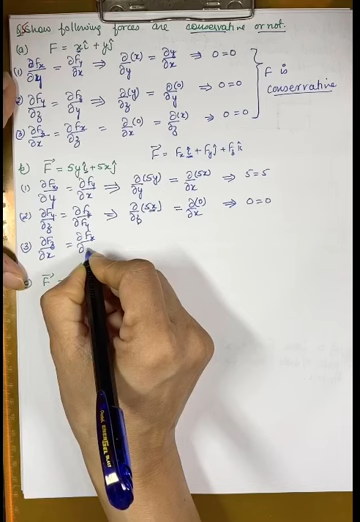 Show following forces are conservative or not.
(a) F = xî + yĵ
(1) ∂Fx/∂y = ∂Fy/∂x ⇒ ∂(x)/∂y = ∂y/∂x ⇒ 0=0
(2) ∂Fy/∂z = ∂Fz/∂y ⇒ ∂(y)/∂z = ∂(0)/∂y ⇒ 0=0
(3) ∂Fz/∂x = ∂Fx/∂z ⇒ ∂(0)/∂x = ∂(x)/∂z ⇒ 0=0
F is
conservative
F⃗ = Fxî + Fyĵ + Fzk̂
(b) F⃗ = 5yî + 5xĵ
(1) ∂Fx/∂y = ∂Fy/∂x ⇒ ∂(5y)/∂y = ∂(5x)/∂x ⇒ 5=5
(2) ∂Fy/∂z = ∂Fz/∂Fy ⇒ ∂(5x)/∂z = ∂(0)/∂x ⇒ 0=0
(3) ∂Fz/∂x = ∂Fx/∂
F⃗ =